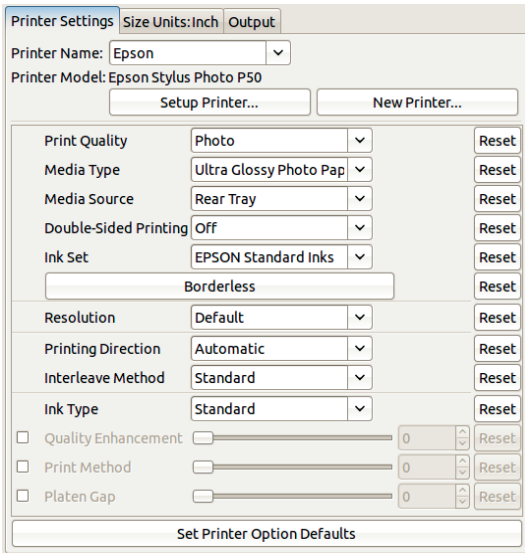 Printer Settings Size Units:Inch Output
Printer Name: Epson
Printer Model: Epson Stylus Photo P50
Setup Printer... New Printer...
Print Quality Photo Reset
Media Type Ultra Glossy Photo Pap Reset
Media Source Rear Tray Reset
Double-Sided Printing Off Reset
Ink Set EPSON Standard Inks Reset
Borderless Reset
Resolution Default Reset
Printing Direction Automatic Reset
Interleave Method Standard Reset
Ink Type Standard Reset
Quality Enhancement 0 Reset
Print Method 0 Reset
Platen Gap 0 Reset
Set Printer Option Defaults